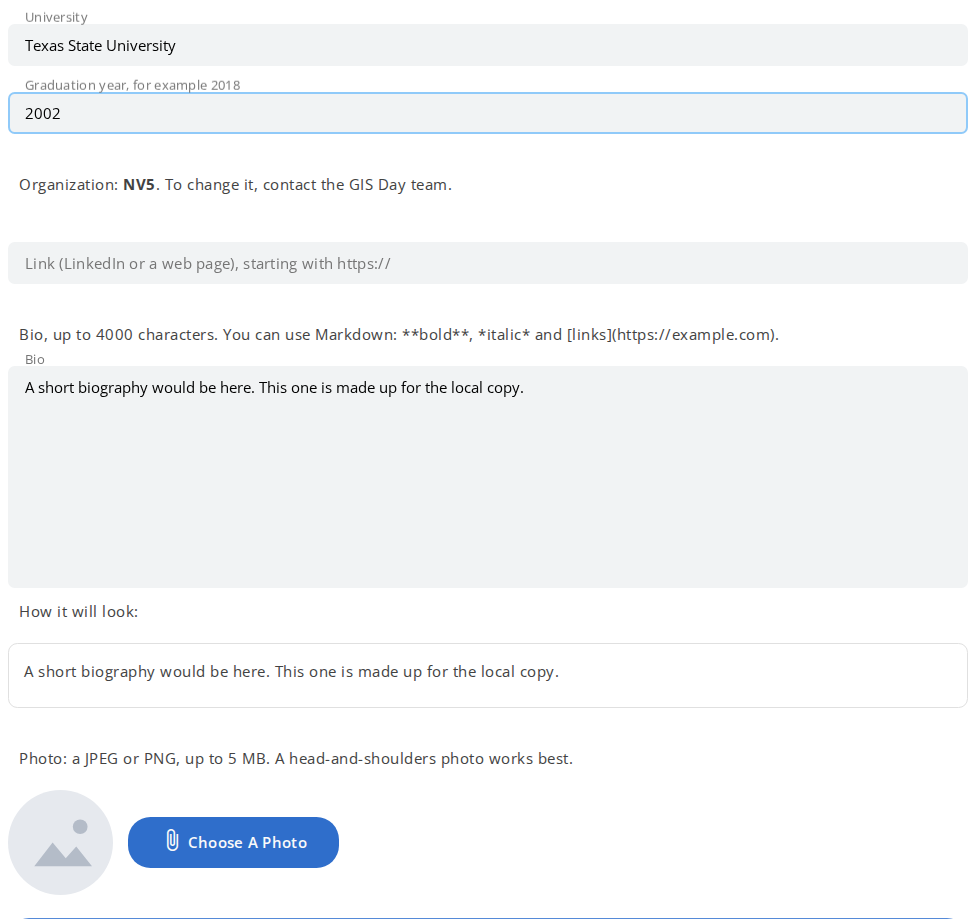 University
Texas State University
Graduation year, for example 2018
2002
Organization: NV5. To change it, contact the GIS Day team.
Link (LinkedIn or a web page), starting with https://
Bio, up to 4000 characters. You can use Markdown: **bold**, *italic* and [links](https://example.com).
Bio
A short biography would be here. This one is made up for the local copy.
How it will look:
A short biography would be here. This one is made up for the local copy.
Photo: a JPEG or PNG, up to 5 MB. A head-and-shoulders photo works best.
Choose A Photo